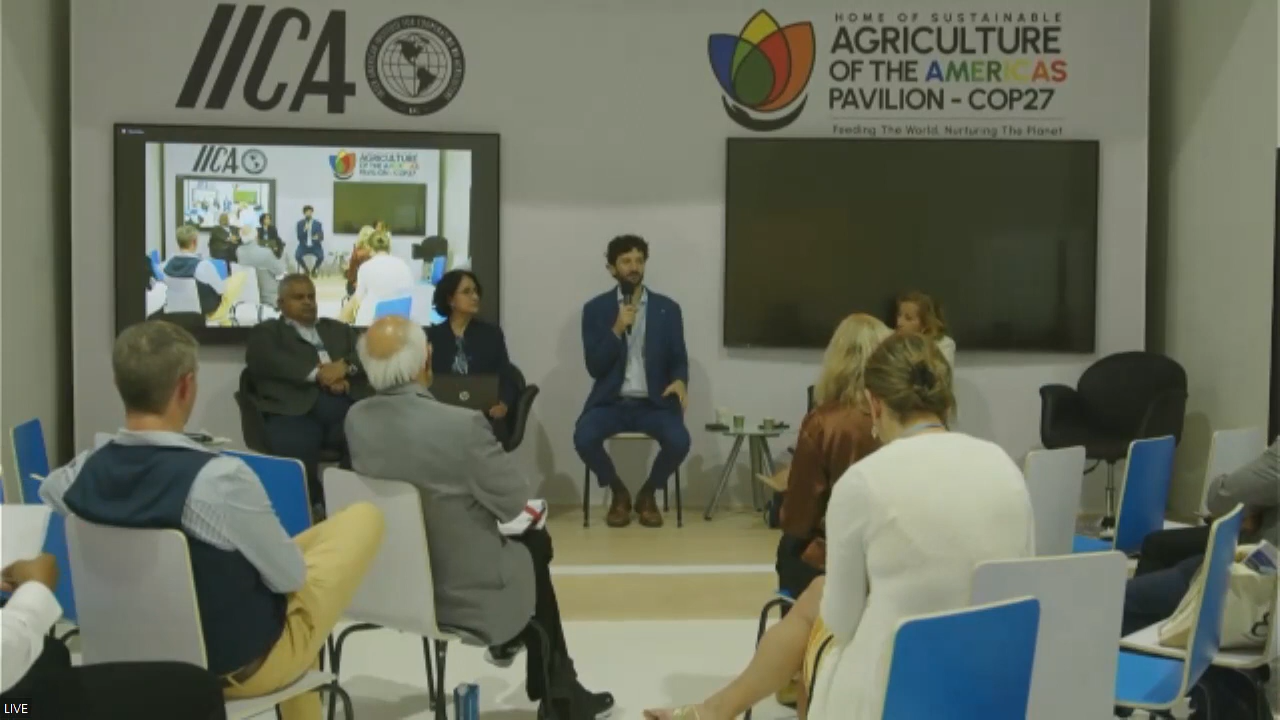 IICA
HOME OF SUSTAINABLE
AGRICULTURE
OF THE AMERICAS
PAVILION - COP27
Feeding The World. Nurturing The Planet
IICA
AGRICULTURE
OF THE AMERICAS
PAVILION - COP27
hp
LIVE